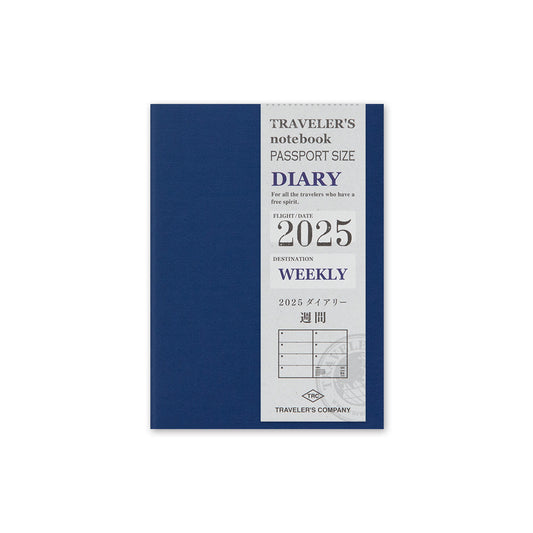 TRAVELER'S
notebook
PASSPORT SIZE
DIARY
For all the travelers who have a
free spirit.
FLIGHT/DATE
2025
DESTINATION
WEEKLY
2025 ダイアリー
週間
TRAVELER'S
TRC
TRAVELER'S COMPANY